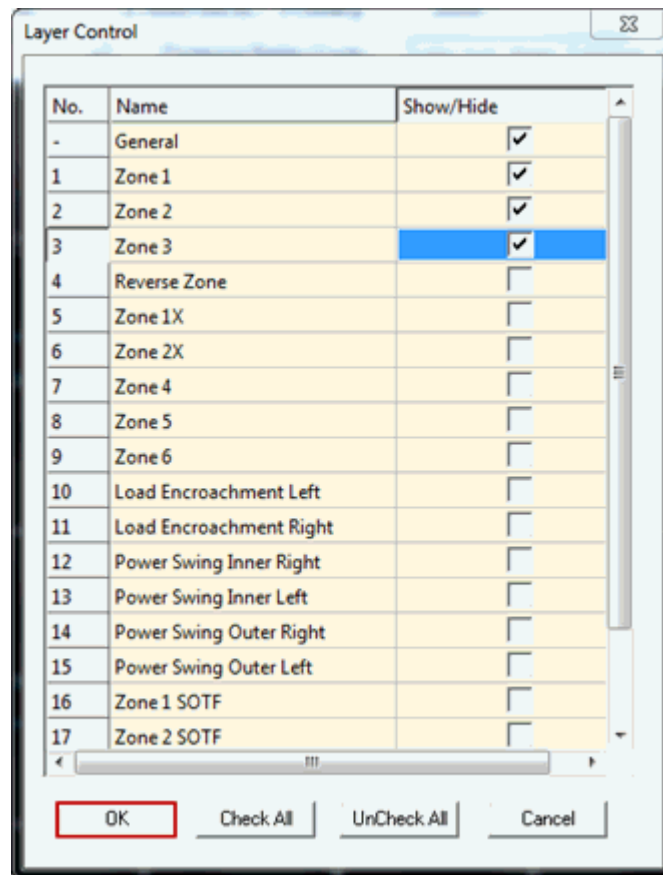 Layer Control
No. Name Show/Hide
- General
1 Zone 1
2 Zone 2
3 Zone 3
4 Reverse Zone
5 Zone 1X
6 Zone 2X
7 Zone 4
8 Zone 5
9 Zone 6
10 Load Encroachment Left
11 Load Encroachment Right
12 Power Swing Inner Right
13 Power Swing Inner Left
14 Power Swing Outer Right
15 Power Swing Outer Left
16 Zone 1 SOTF
17 Zone 2 SOTF
OK Check All UnCheck All Cancel